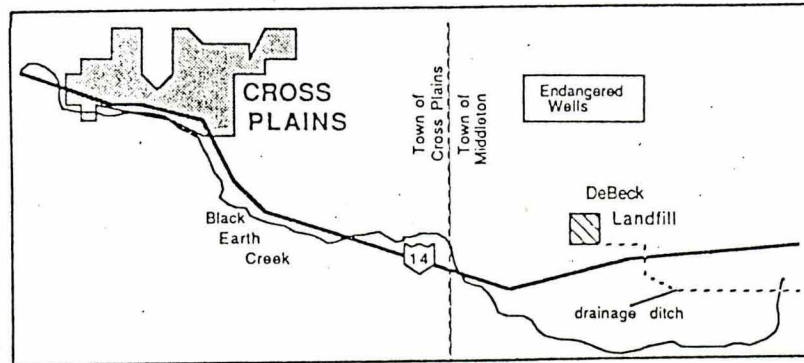 CROSS
PLAINS
Town of
Cross Plains
Town of
Middleton
Endangered
Wells
DeBeck
Landfill
Black
Earth
Creek
14
drainage ditch